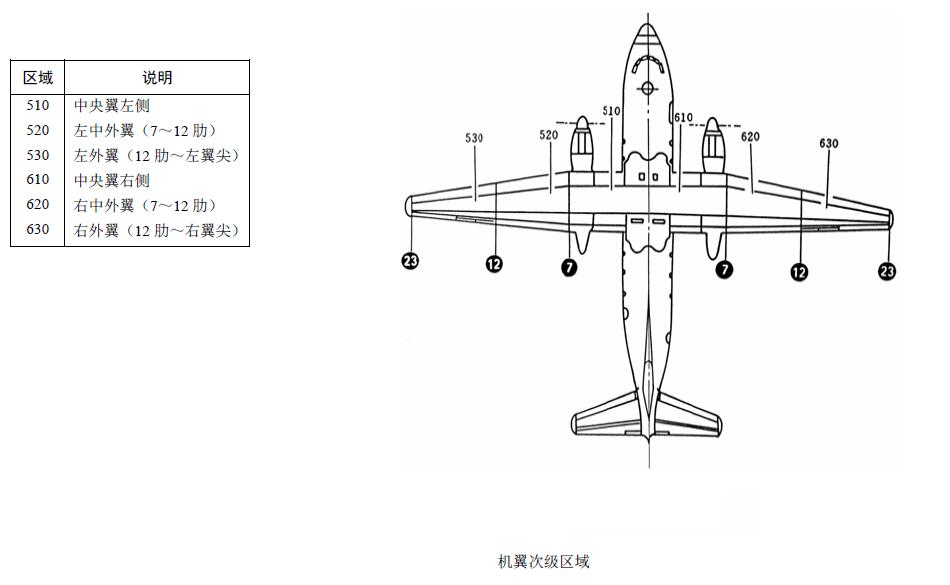 区域 说明
510 中央翼左侧
520 左中外翼（7～12 肋）
530 左外翼（12 肋～左翼尖）
610 中央翼右侧
620 右中外翼（7～12 肋）
630 右外翼（12 肋～右翼尖）
510
610
530
520
620
630
23
12
7
7
12
23
机翼次级区域